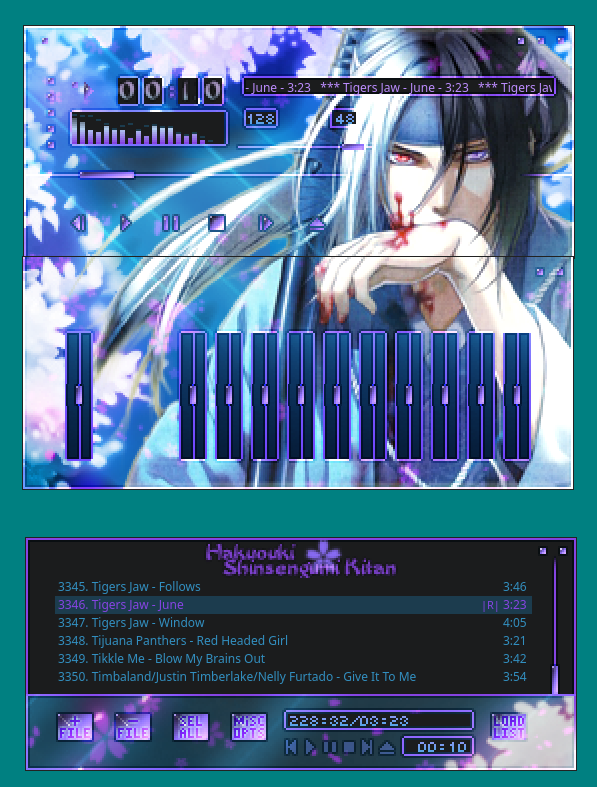 00:10
- June - 3:23 *** Tigers Jaw - June - 3:23 *** Tigers Jaw
128
48
Hakuouki
Shinsengumi Kitan
3345. Tigers Jaw - Follows 3:46
3346. Tigers Jaw - June |R| 3:23
3347. Tigers Jaw - Window 4:05
3348. Tijuana Panthers - Red Headed Girl 3:21
3349. Tikkle Me - Blow My Brains Out 3:42
3350. Timbaland/Justin Timberlake/Nelly Furtado - Give It To Me 3:54
+ FILE
- FILE
SEL ALL
MISC OPTS
228:32/03:23
LOAD LIST
00:10